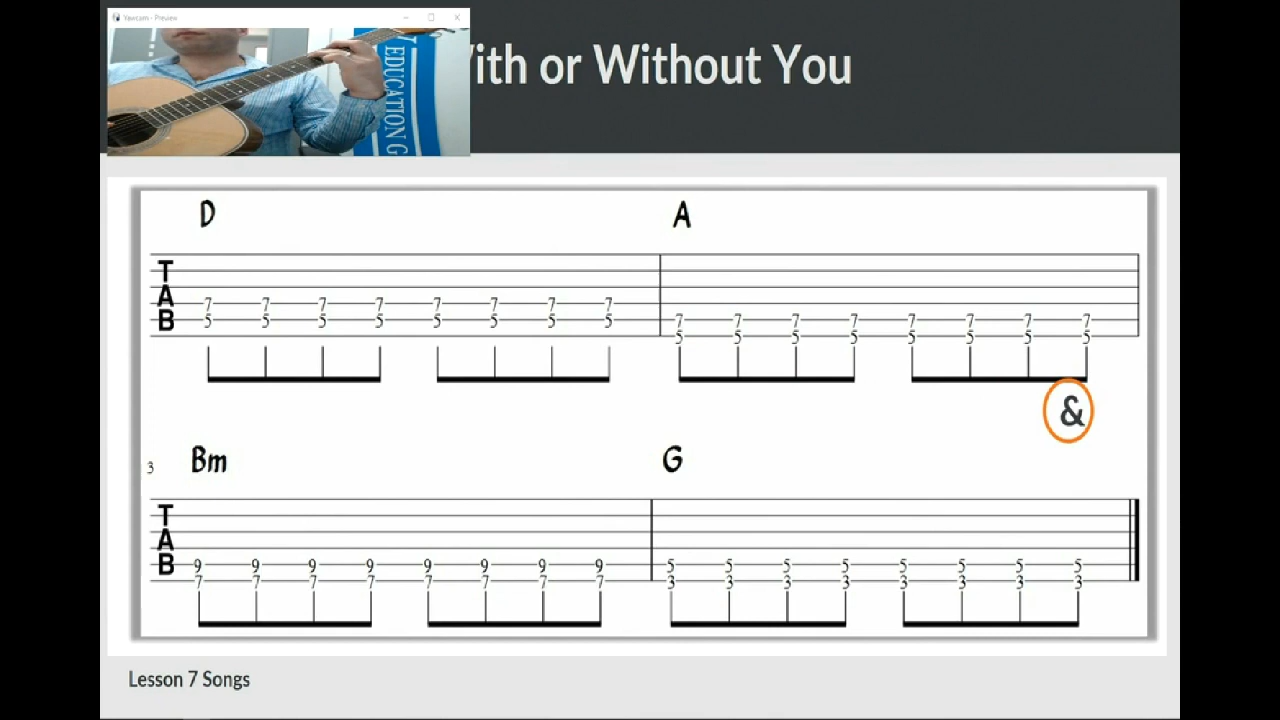 Yawcam - Preview
EDUCATION G
ith or Without You
D A
T
A
B
7 7 7 7 7 7 7 7 7 7 7 7 7 7 7 7
5 5 5 5 5 5 5 5 5 5 5 5 5 5 5 5
&
3 Bm G
T
A
B
9 9 9 9 9 9 9 9 5 5 5 5 5 5 5 5
7 7 7 7 7 7 7 7 3 3 3 3 3 3 3 3
Lesson 7 Songs